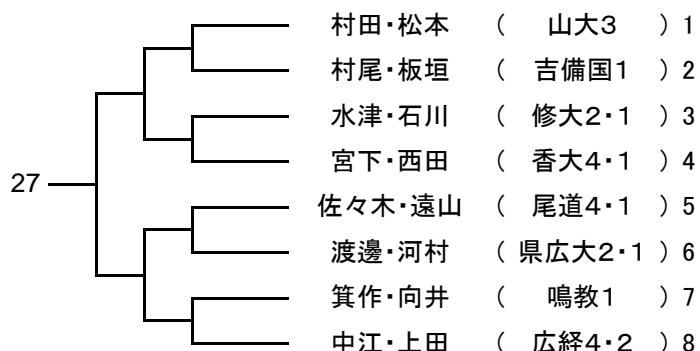 村田・松本 ( 山大3 ) 1
村尾・板垣 ( 吉備国1 ) 2
水津・石川 ( 修大2・1 ) 3
宮下・西田 ( 香大4・1 ) 4
27
佐々木・遠山 ( 尾道4・1 ) 5
渡邊・河村 ( 県広大2・1 ) 6
箕作・向井 ( 鳴教1 ) 7
中江・上田 ( 広経4・2 ) 8